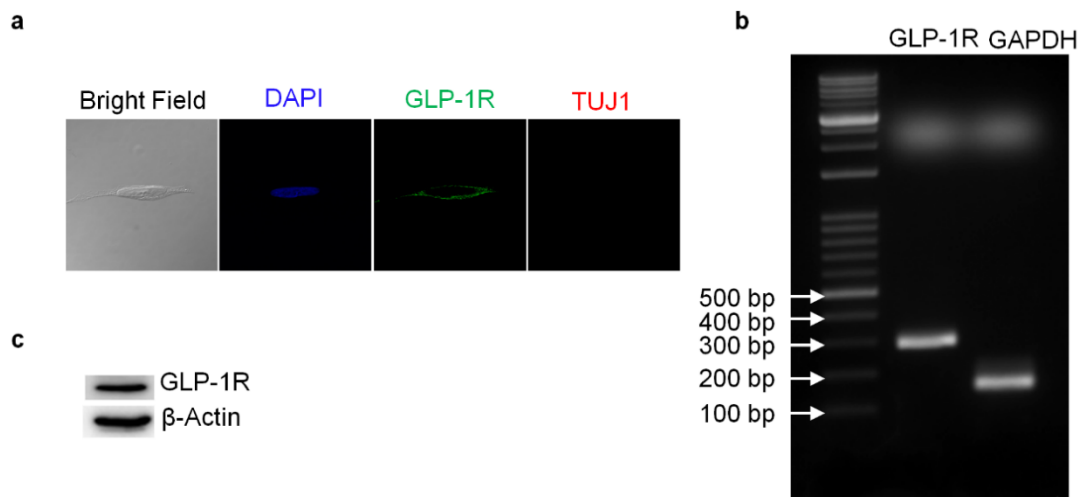 a
Bright Field DAPI GLP-1R TUJ1
b
GLP-1R GAPDH
500 bp
400 bp
300 bp
200 bp
100 bp
c
GLP-1R
β-Actin